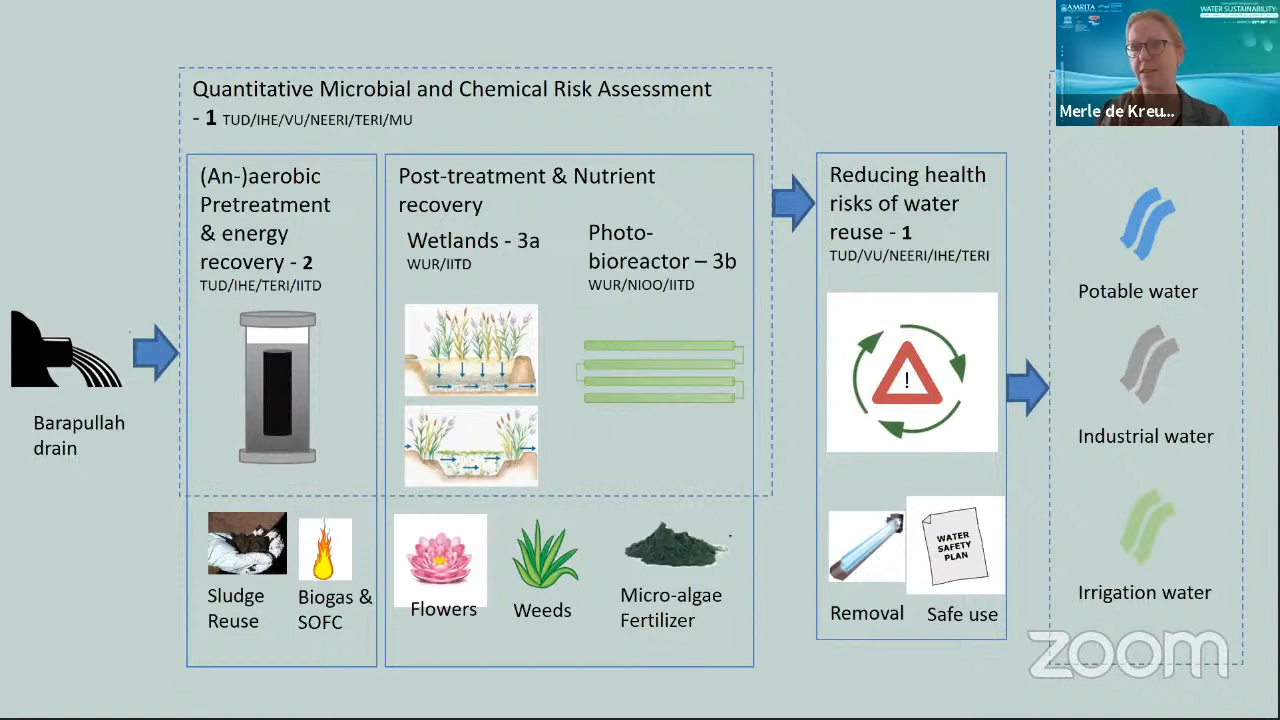 Quantitative Microbial and Chemical Risk Assessment
- 1 TUD/IHE/VU/NEERI/TERI/MU
(An-)aerobic
Pretreatment
& energy
recovery - 2
TUD/IHE/TERI/IITD
Post-treatment & Nutrient
recovery
Wetlands - 3a
WUR/IITD
Photo-
bioreactor – 3b
WUR/NIOO/IITD
Reducing health
risks of water
reuse - 1
TUD/VU/NEERI/IHE/TERI
Barapullah
drain
Sludge
Reuse
Biogas &
SOFC
Flowers
Weeds
Micro-algae
Fertilizer
!
WATER
SAFETY
PLAN
Removal
Safe use
Potable water
Industrial water
Irrigation water
AMRITA
WATER SUSTAINABILITY
Merle de Kreu...
zoom